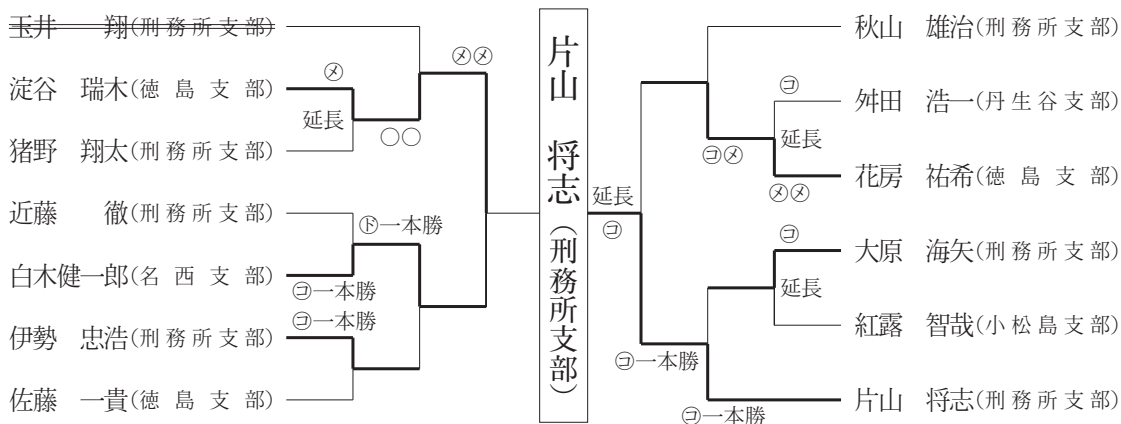 玉井　翔(刑務所支部)
淀谷　瑞木(徳島支部)
猪野　翔太(刑務所支部)
近藤　徹(刑務所支部)
白木健一郎(名西支部)
伊勢　忠浩(刑務所支部)
佐藤　一貴(徳島支部)
㋱
延長
〇〇
㋱㋱
㋣一本勝
㋙一本勝
㋙一本勝
片山　将志(刑務所支部)
延長
㋙
㋙㋱
㋙
延長
㋱㋱
㋙
延長
㋙一本勝
㋙一本勝
秋山　雄治(刑務所支部)
舛田　浩一(丹生谷支部)
花房　祐希(徳島支部)
大原　海矢(刑務所支部)
紅露　智哉(小松島支部)
片山　将志(刑務所支部)